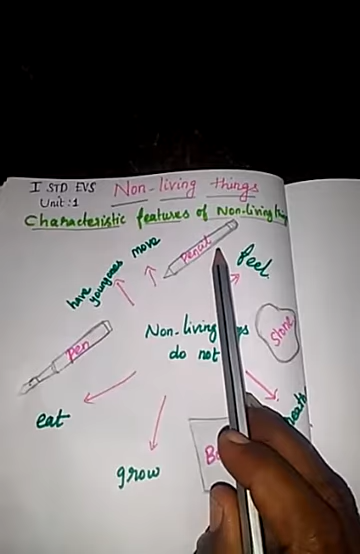 I STD EVS
Unit: 1
Non-living things
Characteristic features of Non-living
have
youngones
move
Pencil
feel
Pen
Non-living
do not
Stone
eat
grow